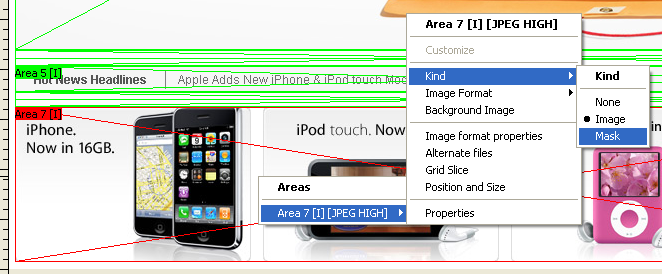 Area 7 [I] [JPEG HIGH]
Customize
Kind
Image Format
Background Image
Image format properties
Alternate files
Grid Slice
Position and Size
Properties
Kind
None
Image
Mask
Area 5 [I]
Hot News Headlines
Apple Adds New iPhone & iPod touch Mod
Area 7 [I]
iPhone.
Now in 16GB.
iPod touch. Now
in
Areas
Area 7 [I] [JPEG HIGH]